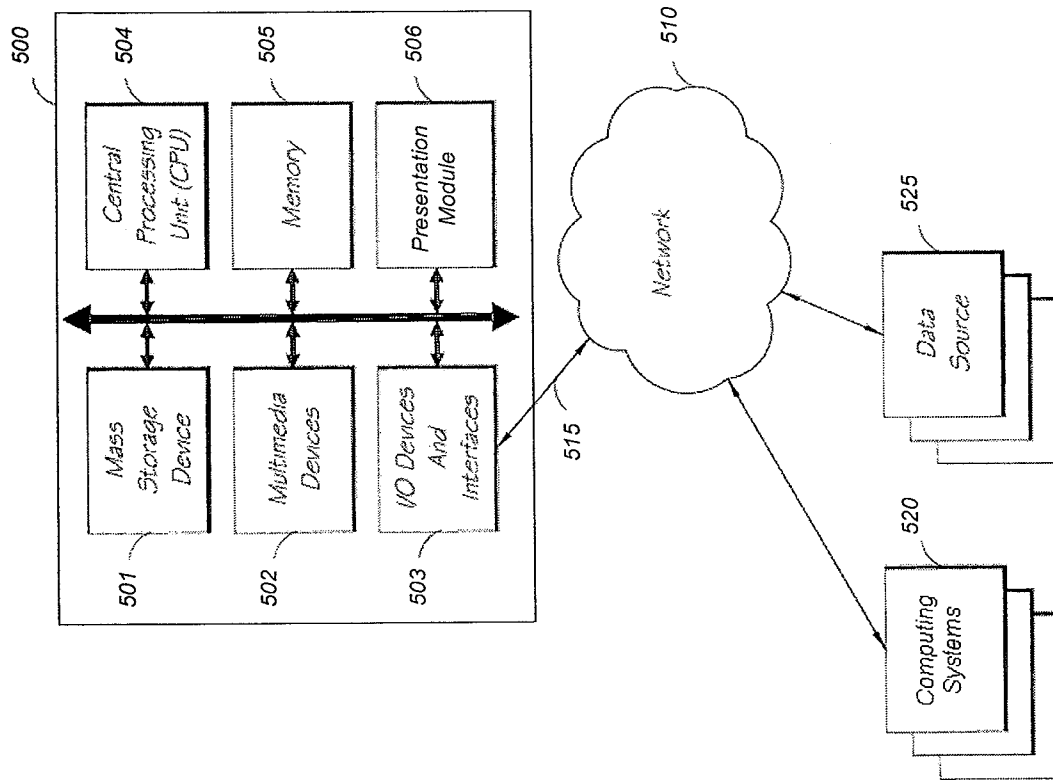 500
501
Mass
Storage
Device
Central
Processing
Unit (CPU)
504
502
Multimedia
Devices
Memory
505
503
I/O Devices
And
Interfaces
Presentation
Module
506
515
510
Network
520
Computing
Systems
525
Data
Source